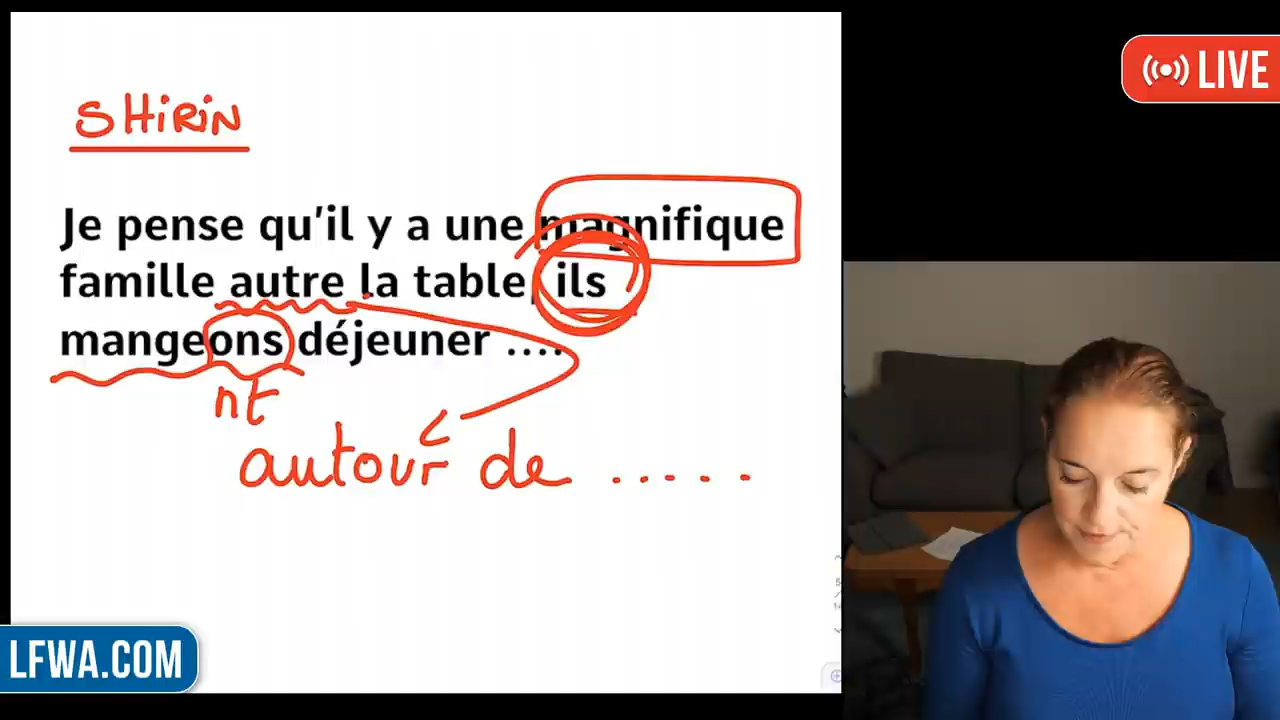 LIVE
SHiRiN
Je pense qu'il y a une magnifique
famille autre la table, ils
mangeons déjeuner ....
nt
autour de .....
LFWA.COM